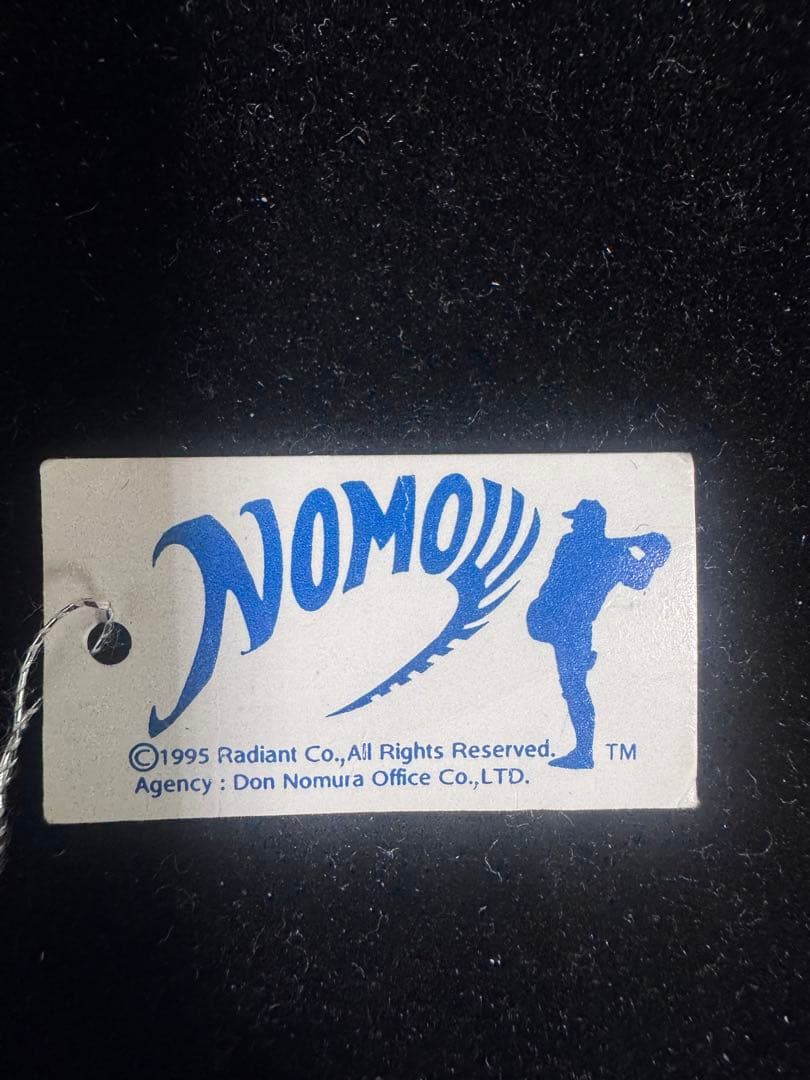 NOMO
©1995 Radiant Co.,All Rights Reserved.
TM
Agency : Don Nomura Office Co.,LTD.